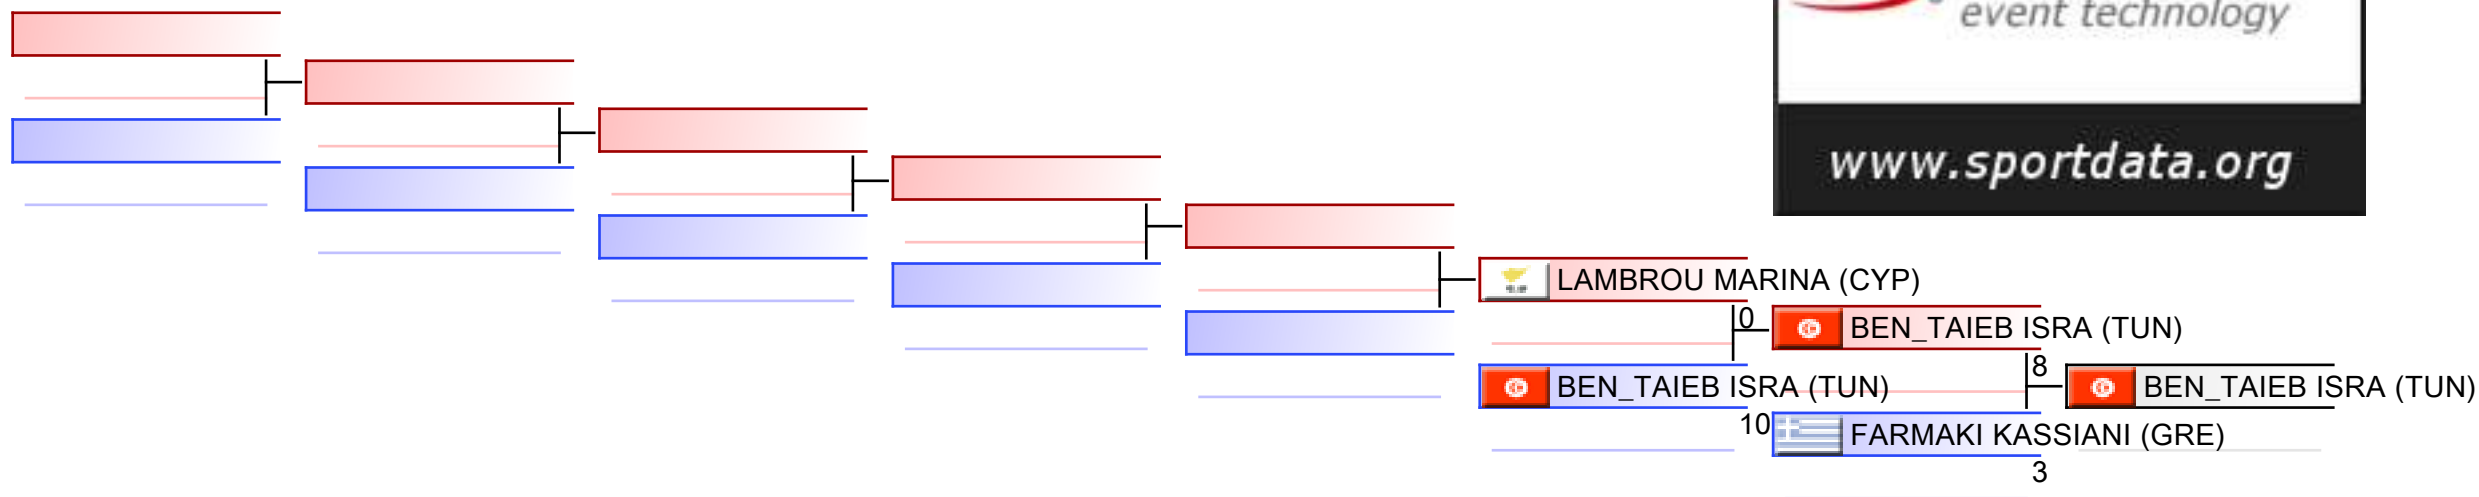 event technology
www.sportdata.org
LAMBROU MARINA (CYP)
0
BEN_TAIEB ISRA (TUN)
8
BEN_TAIEB ISRA (TUN)
BEN_TAIEB ISRA (TUN)
10
FARMAKI KASSIANI (GRE)
3